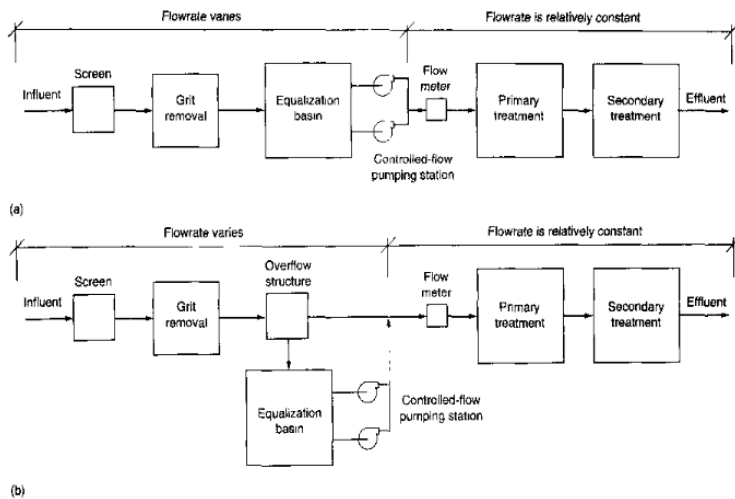 Flowrate varies
Flowrate is relatively constant
Influent
Screen
Grit
removal
Equalization
basin
Controlled-flow
pumping station
Flow
meter
Primary
treatment
Secondary
treatment
Effluent
(a)
Flowrate varies
Flowrate is relatively constant
Influent
Screen
Grit
removal
Overflow
structure
Flow
meter
Primary
treatment
Secondary
treatment
Effluent
Equalization
basin
Controlled-flow
pumping station
(b)